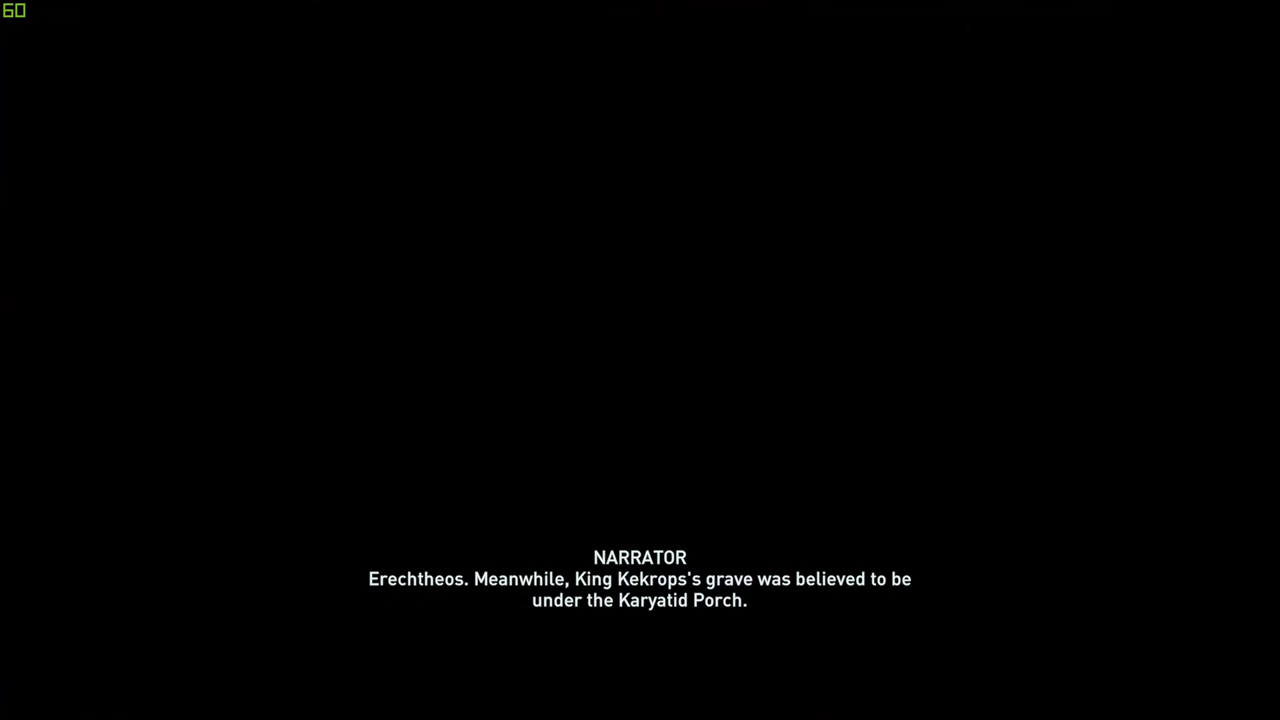 60
NARRATOR
Erechtheos. Meanwhile, King Kekrops's grave was believed to be
under the Karyatid Porch.